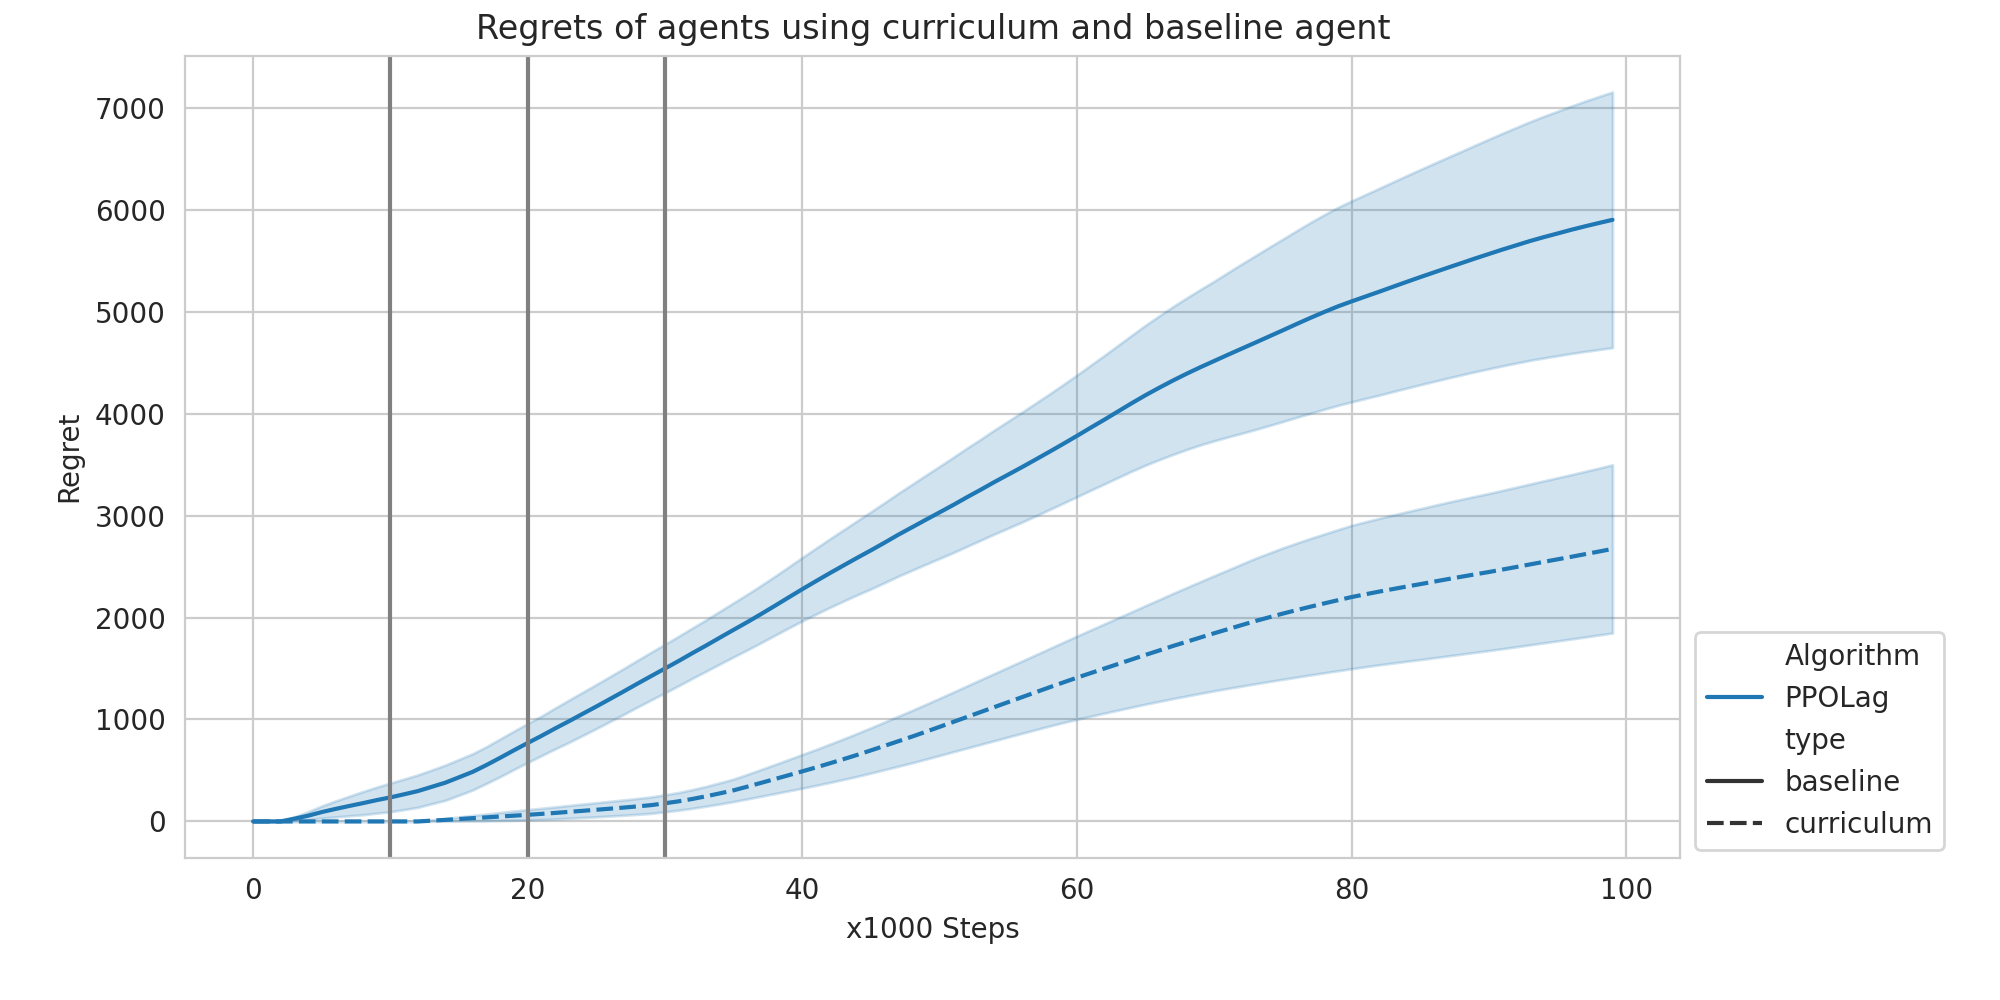 Regrets of agents using curriculum and baseline agent
7000
6000
5000
4000
3000
2000
1000
0
Regret
0 20 40 60 80 100
x1000 Steps
Algorithm
PPOLag
type
baseline
curriculum